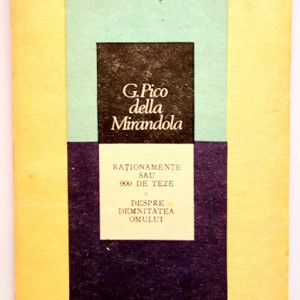 G. Pico
della
Mirandola
RAȚIONAMENTE
SAU
900 DE TEZE
*
DESPRE
DEMNITATEA
OMULUI